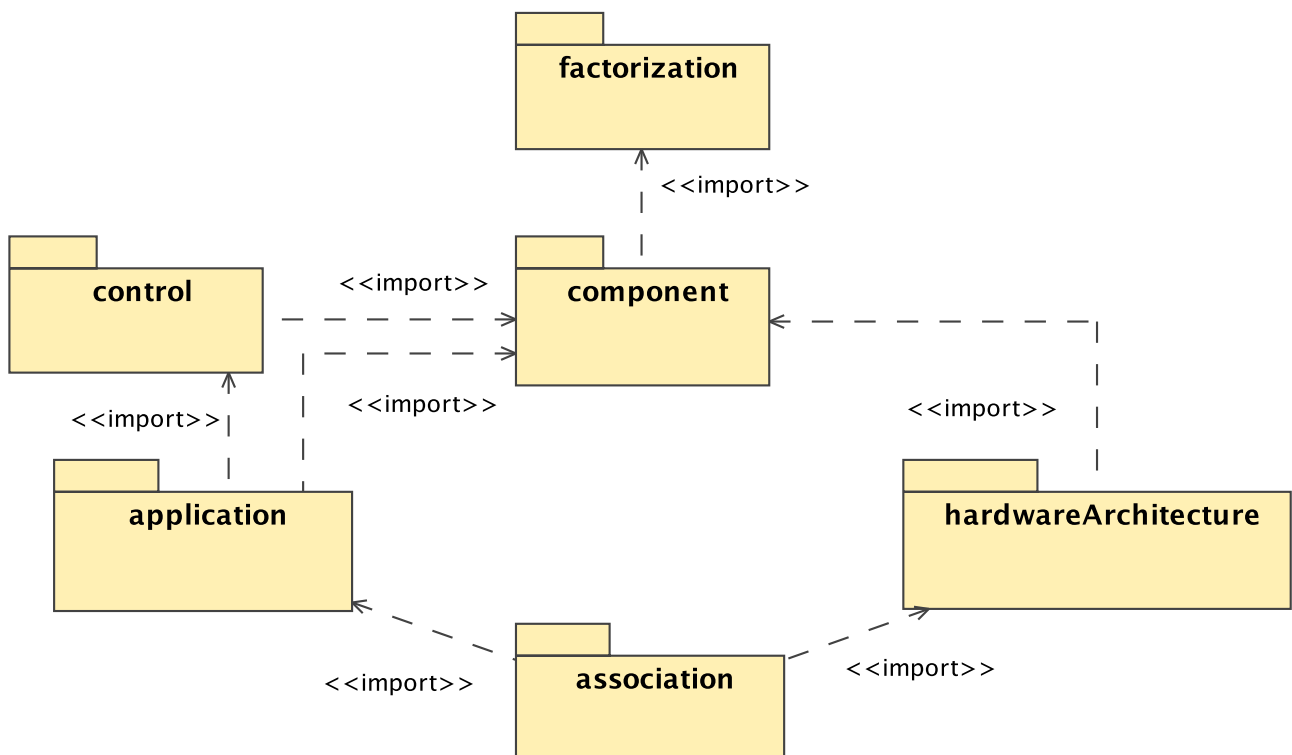 factorization
<<import>>
control
<<import>>
component
<<import>>
<<import>>
<<import>>
application
hardwareArchitecture
<<import>>
association
<<import>>